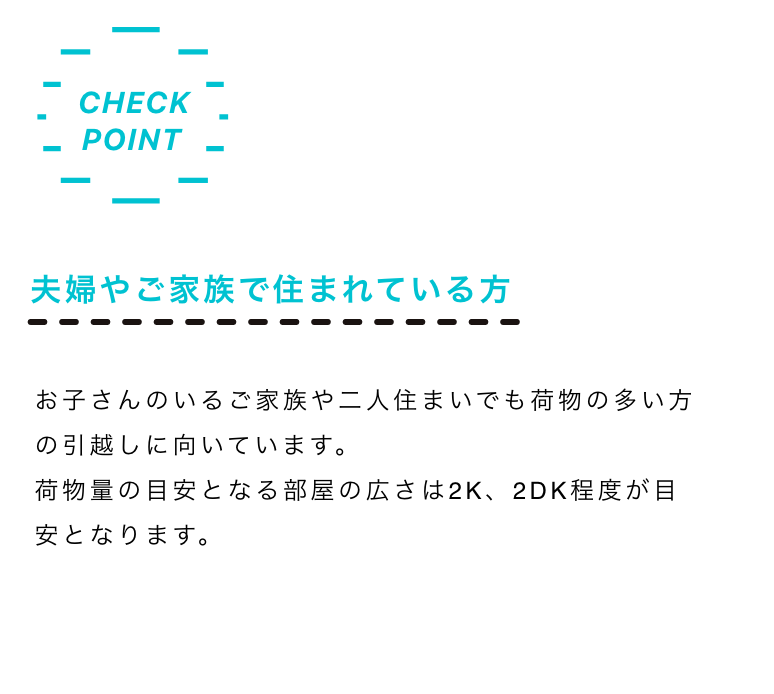 CHECK
POINT
夫婦やご家族で住まれている方
お子さんのいるご家族や二人住まいでも荷物の多い方
の引越しに向いています。
荷物量の目安となる部屋の広さは2K、2DK程度が目
安となります。